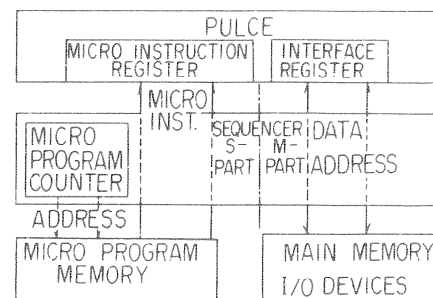 PULCE
MICRO INSTRUCTION
REGISTER
INTERFACE
REGISTER
MICRO
INST.
SEQUENCER
S-
PART
M-
PART
DATA
ADDRESS
MICRO
PROGRAM
COUNTER
ADDRESS
MICRO PROGRAM
MEMORY
MAIN MEMORY
I/O DEVICES